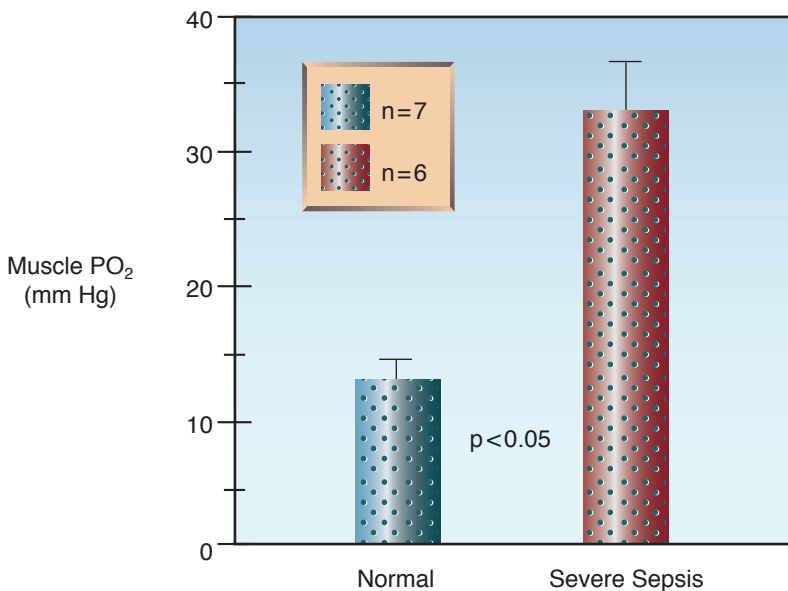 40
30
20
10
0
Muscle PO₂
(mm Hg)
n=7
n=6
p<0.05
Normal
Severe Sepsis